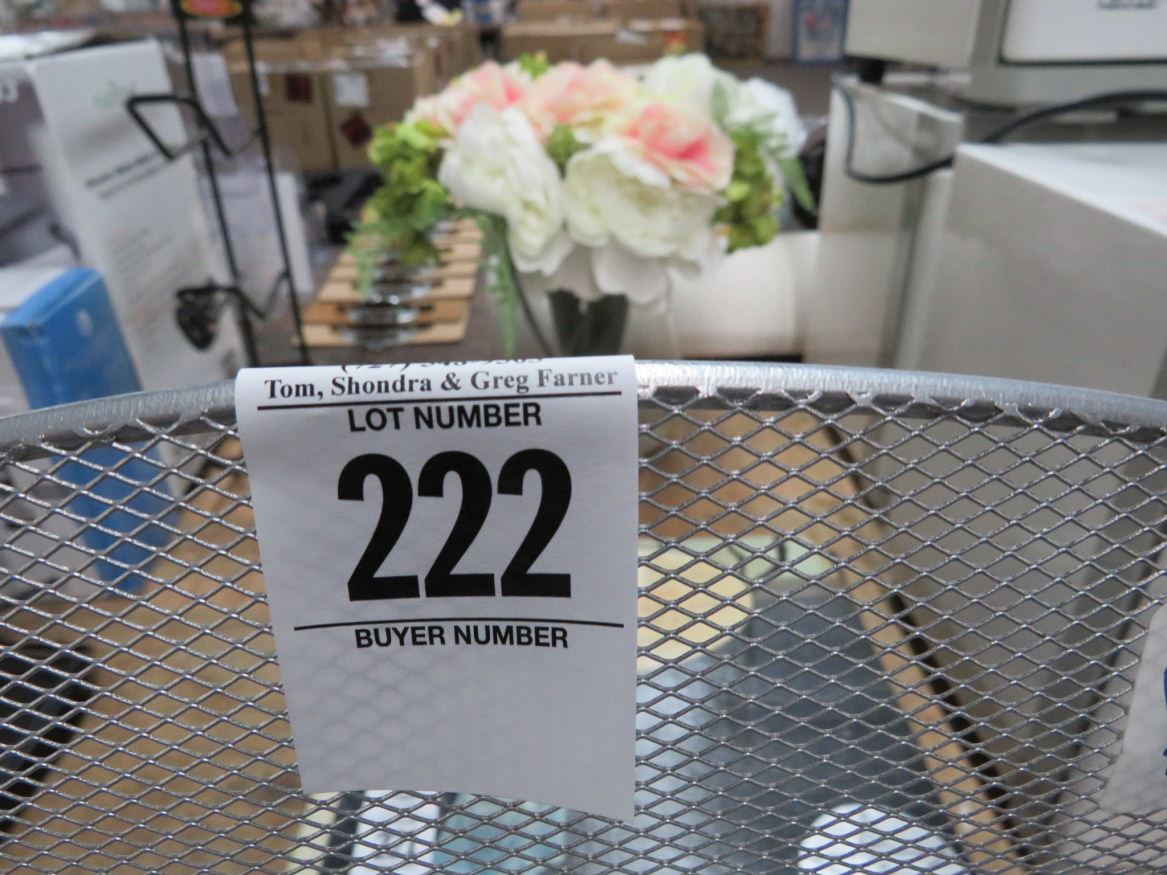 Tom, Shondra & Greg Farner
LOT NUMBER
222
BUYER NUMBER